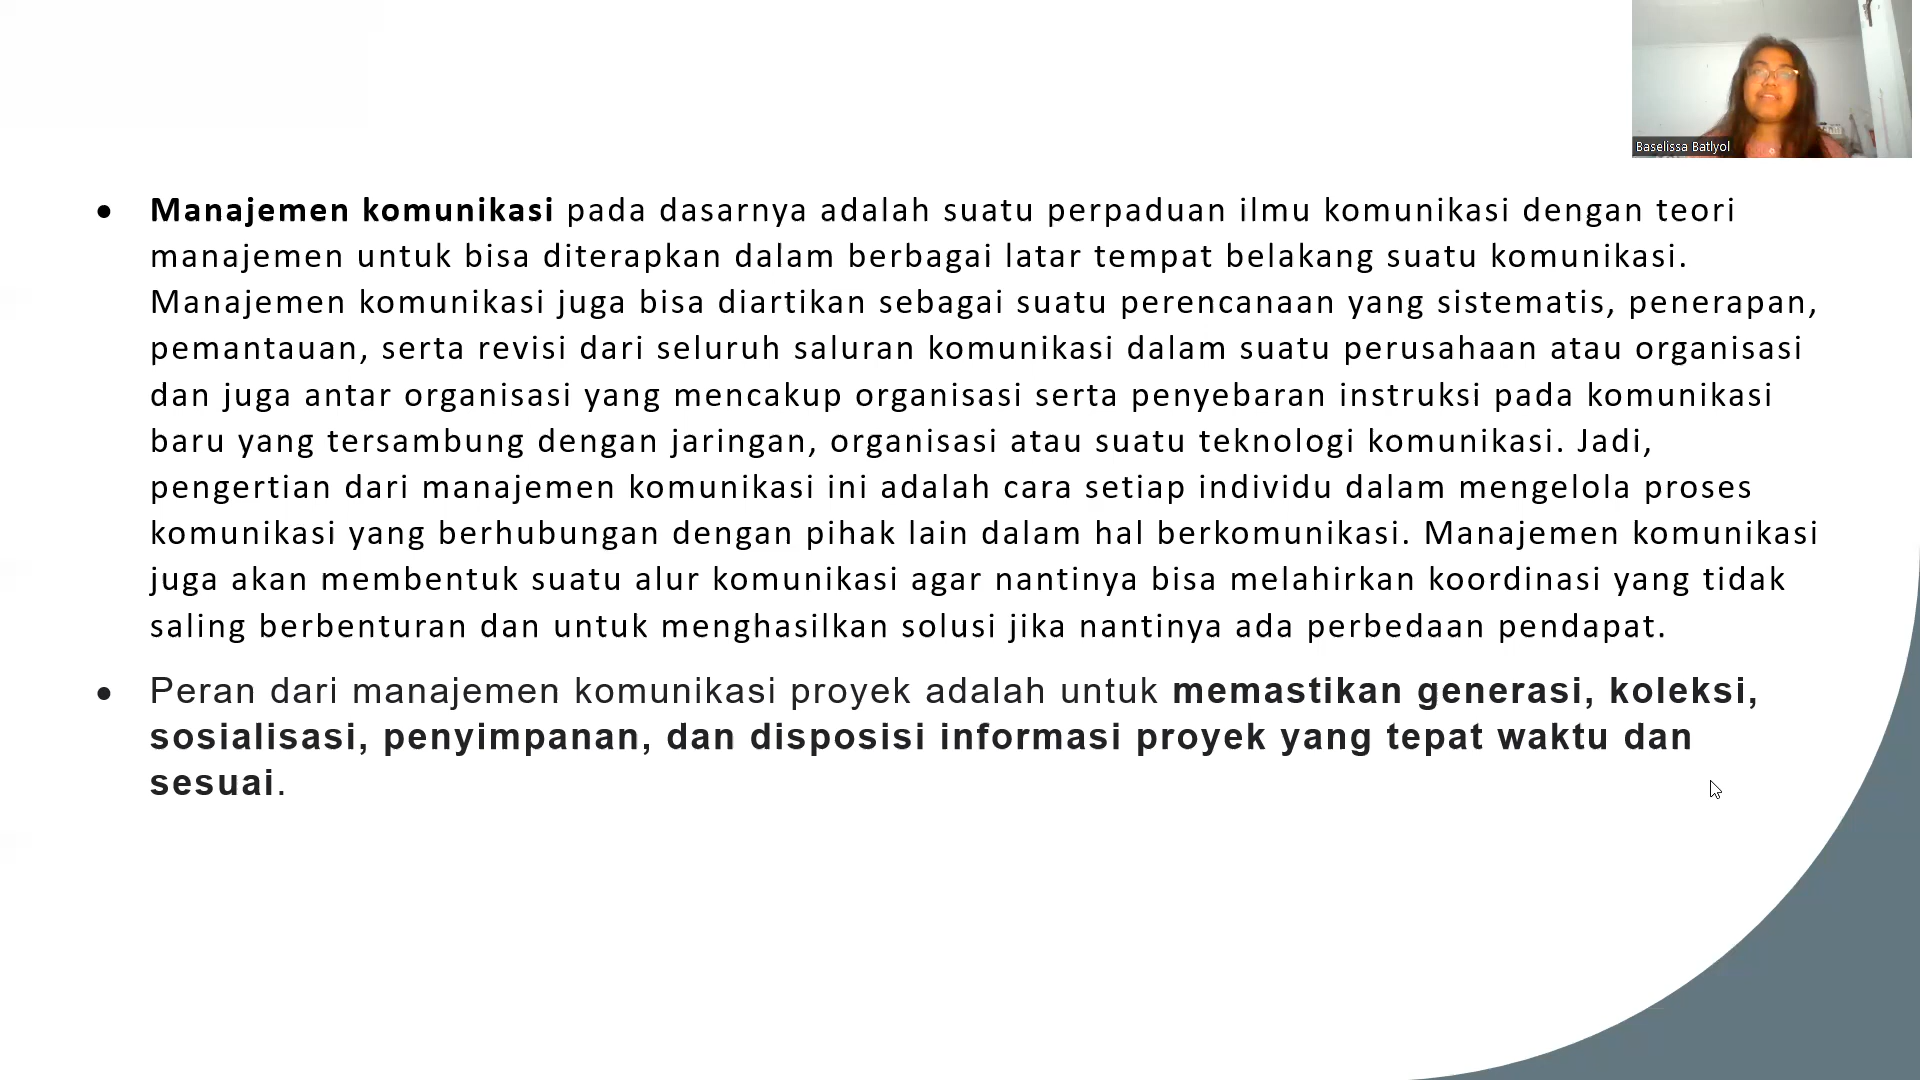 Baselissa Batlyol
• Manajemen komunikasi pada dasarnya adalah suatu perpaduan ilmu komunikasi dengan teori
manajemen untuk bisa diterapkan dalam berbagai latar tempat belakang suatu komunikasi.
Manajemen komunikasi juga bisa diartikan sebagai suatu perencanaan yang sistematis, penerapan,
pemantauan, serta revisi dari seluruh saluran komunikasi dalam suatu perusahaan atau organisasi
dan juga antar organisasi yang mencakup organisasi serta penyebaran instruksi pada komunikasi
baru yang tersambung dengan jaringan, organisasi atau suatu teknologi komunikasi. Jadi,
pengertian dari manajemen komunikasi ini adalah cara setiap individu dalam mengelola proses
komunikasi yang berhubungan dengan pihak lain dalam hal berkomunikasi. Manajemen komunikasi
juga akan membentuk suatu alur komunikasi agar nantinya bisa melahirkan koordinasi yang tidak
saling berbenturan dan untuk menghasilkan solusi jika nantinya ada perbedaan pendapat.
• Peran dari manajemen komunikasi proyek adalah untuk memastikan generasi, koleksi,
sosialisasi, penyimpanan, dan disposisi informasi proyek yang tepat waktu dan
sesuai.